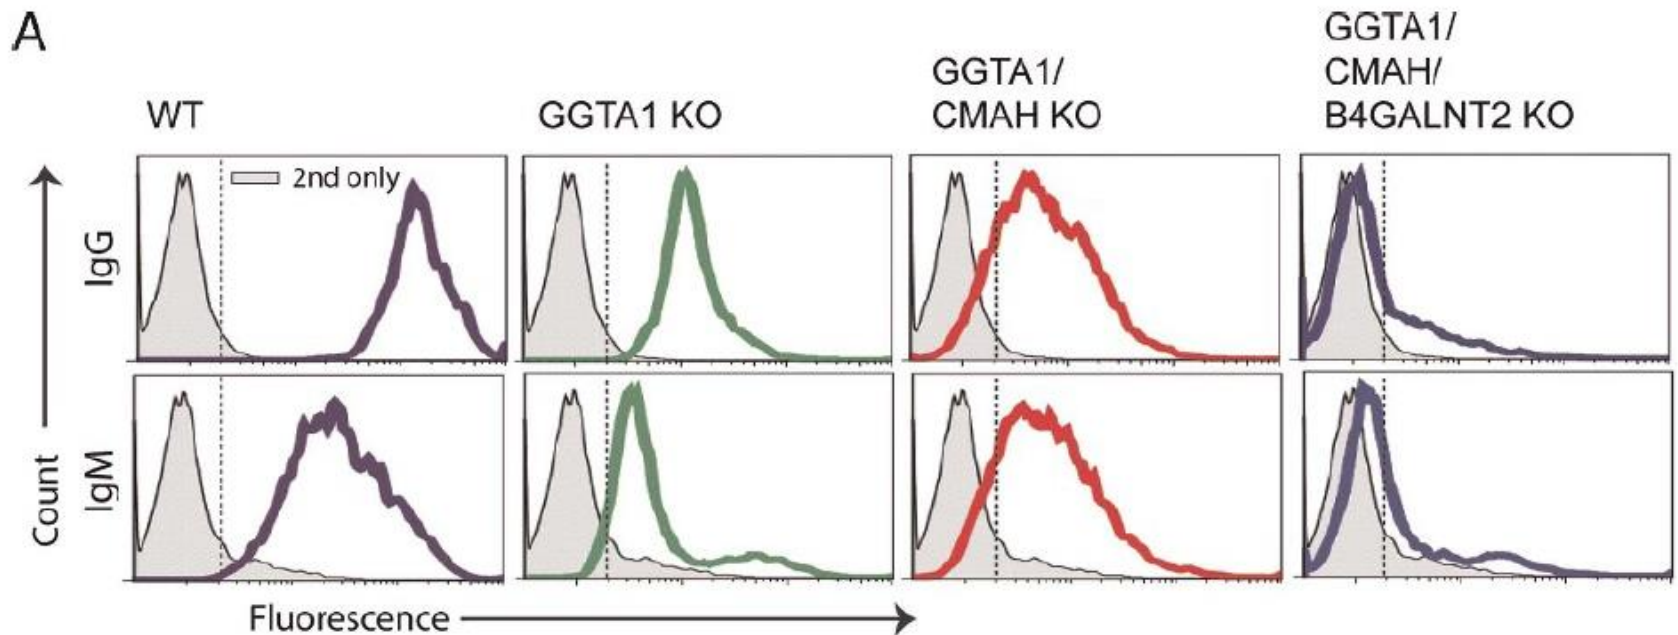 A
WT
GGTA1 KO
GGTA1/
CMAH KO
GGTA1/
CMAH/
B4GALNT2 KO
2nd only
IgG
IgM
Count
Fluorescence